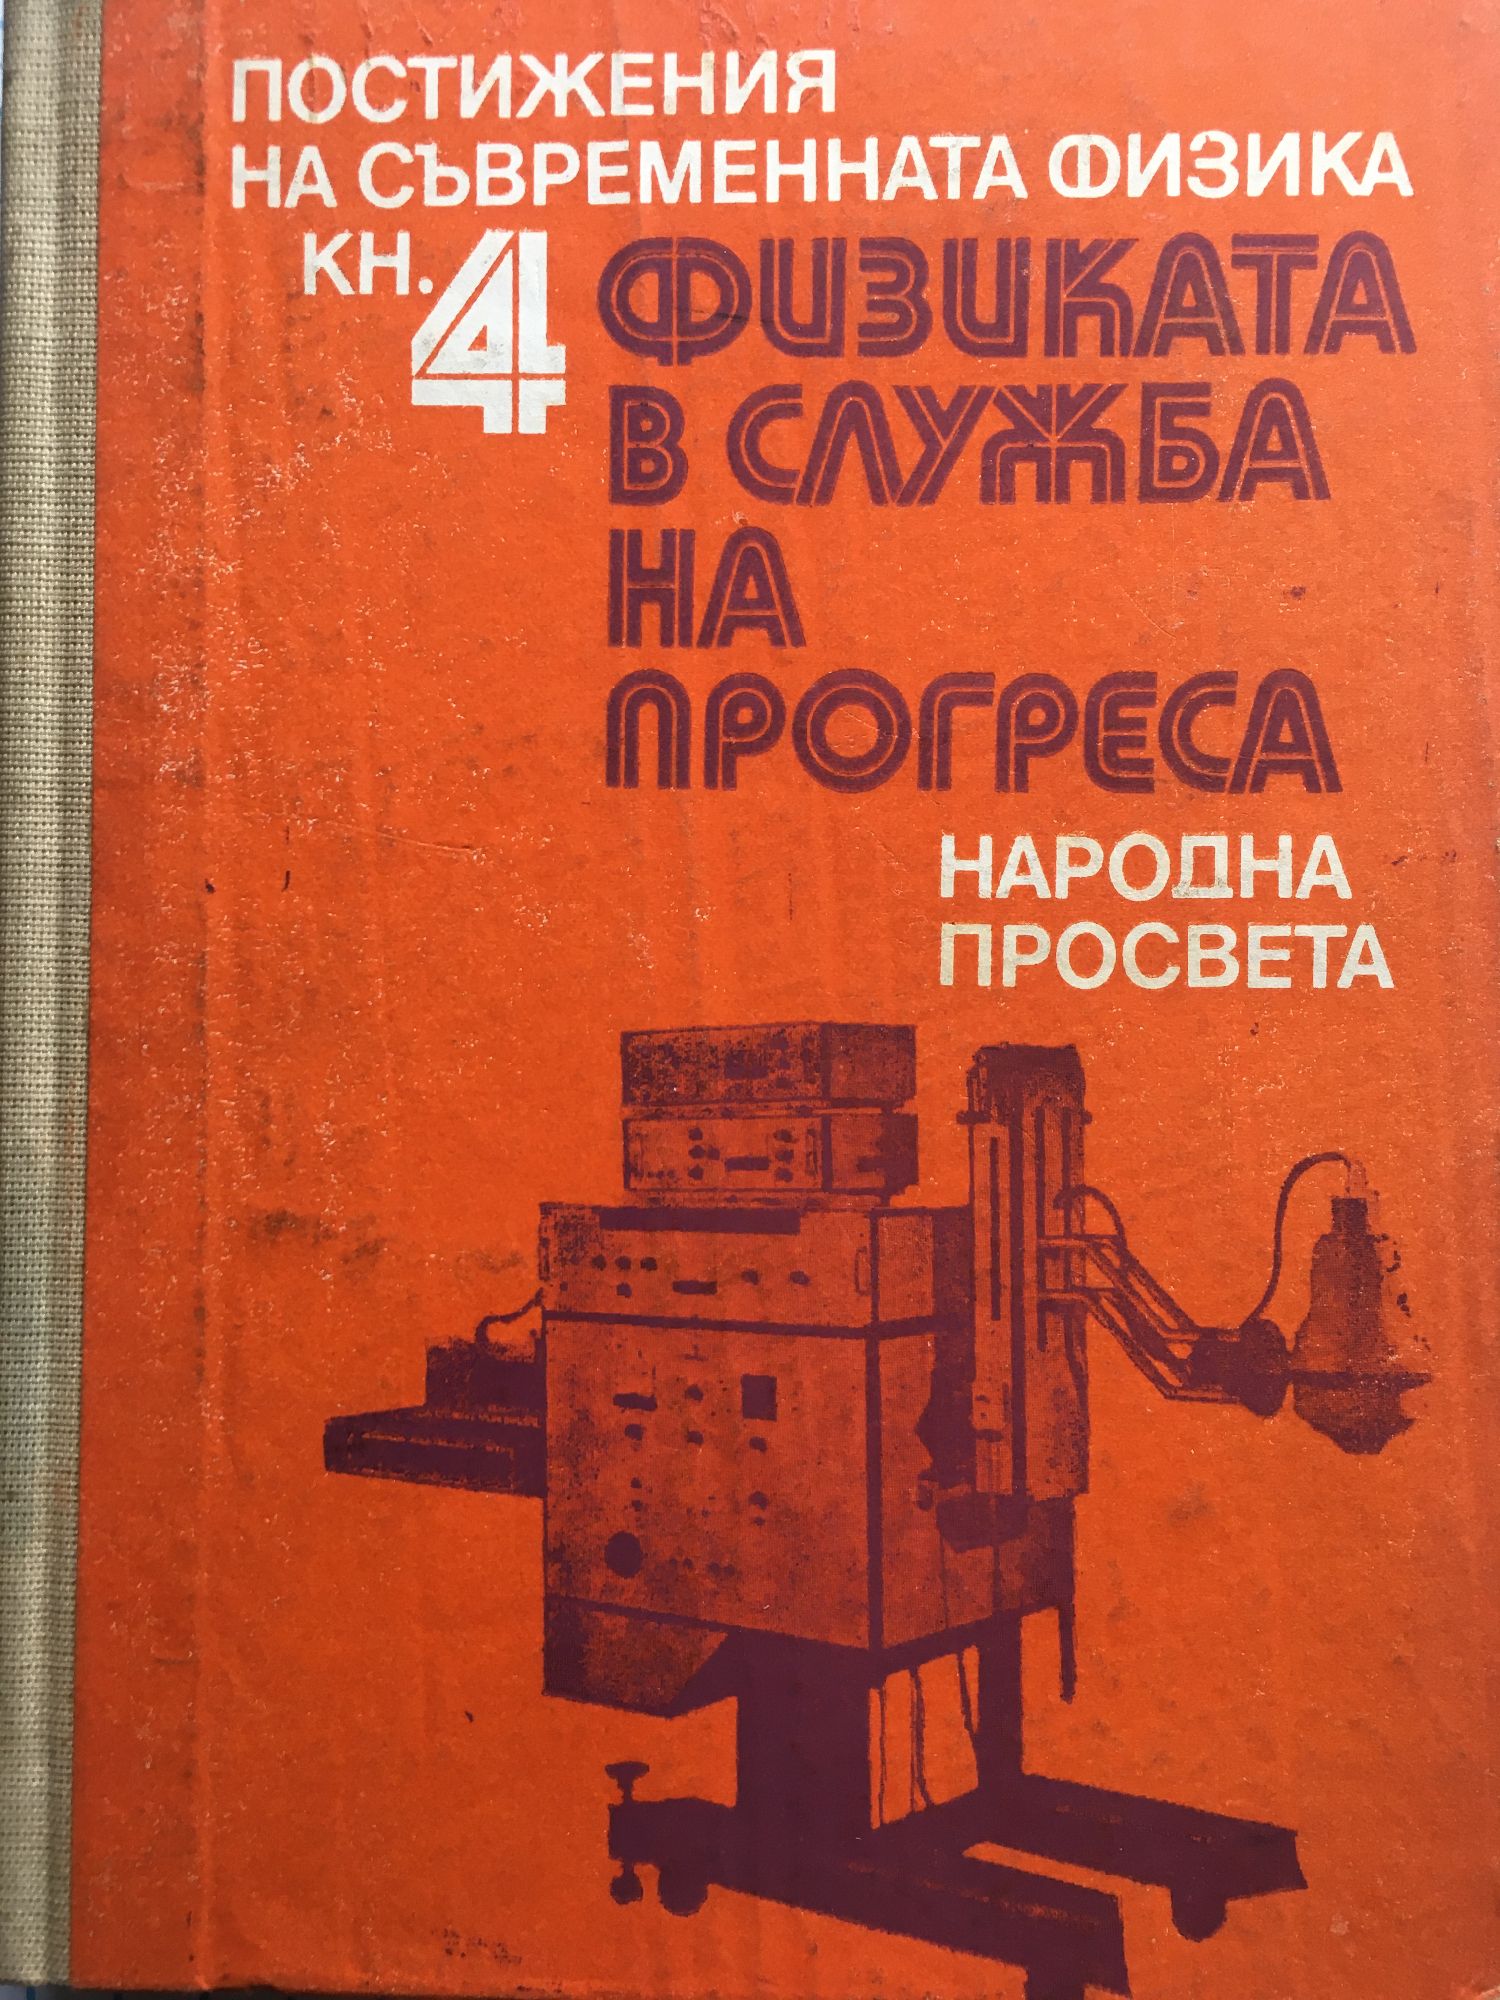 ПОСТИЖЕНИЯ
НА СЪВРЕМЕННАТА ФИЗИКА
КН. 4
ФИЗИКАТА
В СЛУЖБА
НА
ПРОГРЕСА
НАРОДНА
ПРОСВЕТА